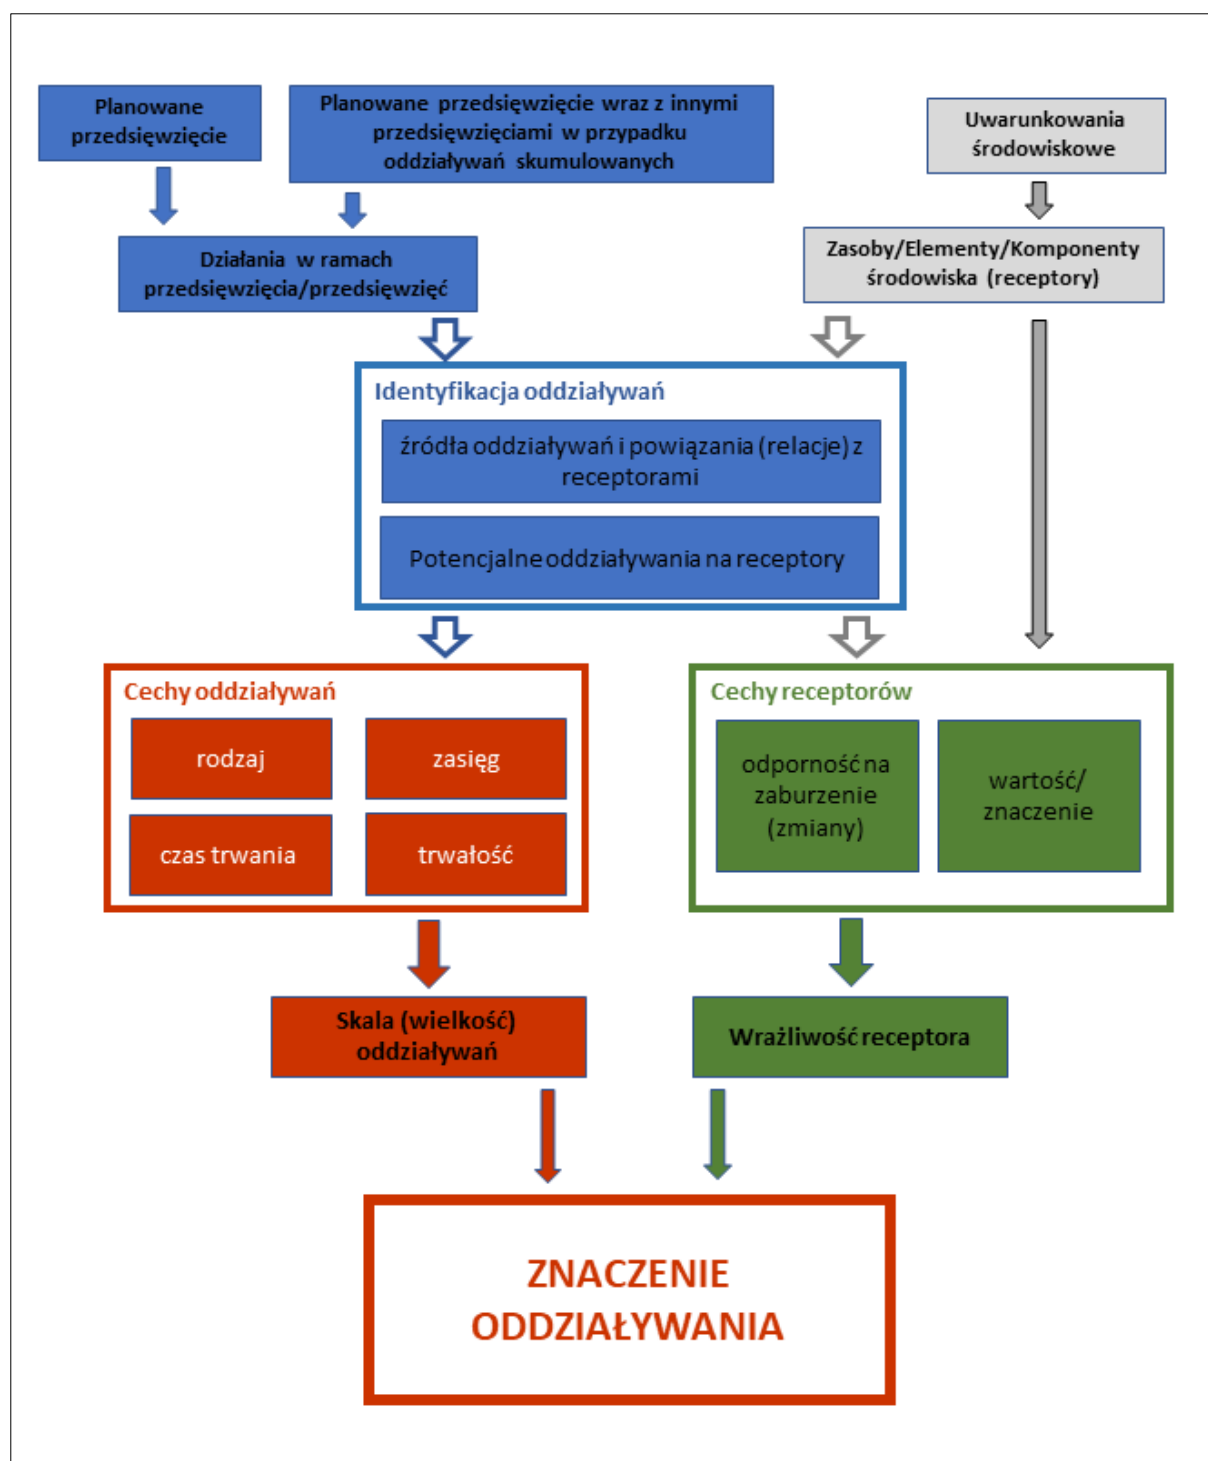 Planowane
przedsięwzięcie
Planowane przedsięwzięcie wraz z innymi
przedsięwzięciami w przypadku
oddziaływań skumulowanych
Uwarunkowania
środowiskowe
Działania w ramach
przedsięwzięcia/przedsięwzięć
Zasoby/Elementy/Komponenty
środowiska (receptory)
Identyfikacja oddziaływań
źródła oddziaływań i powiązania (relacje) z
receptorami
Potencjalne oddziaływania na receptory
Cechy oddziaływań
rodzaj
zasięg
czas trwania
trwałość
Cechy receptorów
odporność na
zaburzenie
(zmiany)
wartość/
znaczenie
Skala (wielkość)
oddziaływań
Wrażliwość receptora
ZNACZENIE
ODDZIAŁYWANIA